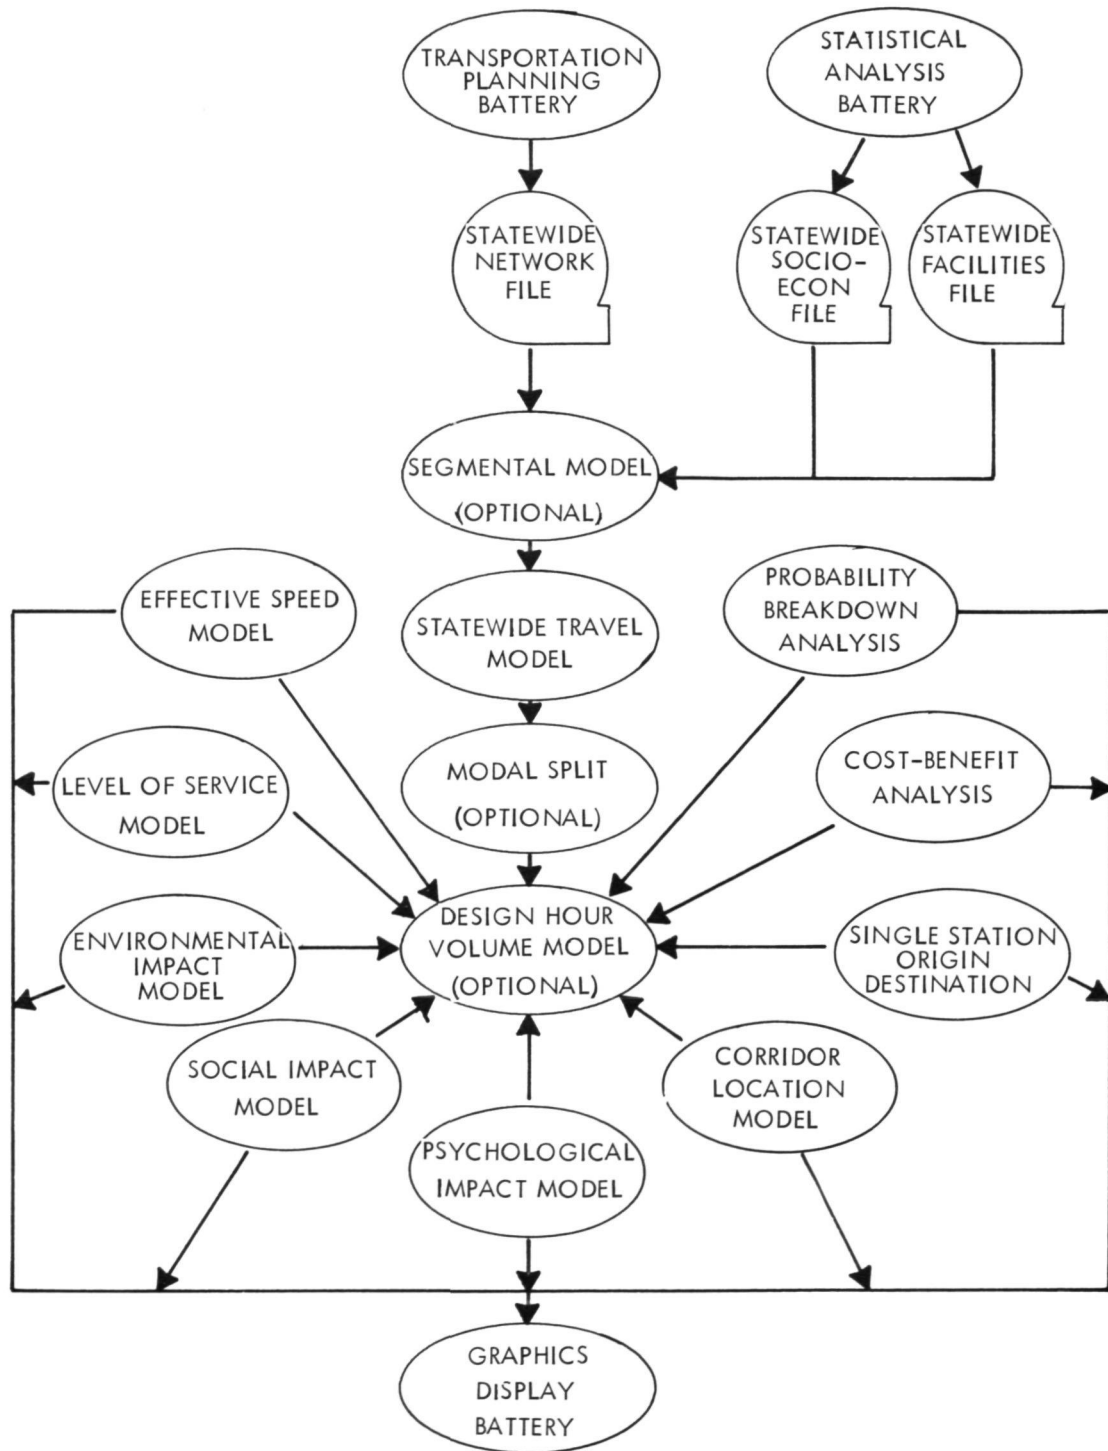 TRANSPORTATION
PLANNING
BATTERY
STATISTICAL
ANALYSIS
BATTERY
STATEWIDE
NETWORK
FILE
STATEWIDE
SOCIO-
ECON
FILE
STATEWIDE
FACILITIES
FILE
SEGMENTAL MODEL
(OPTIONAL)
EFFECTIVE SPEED
MODEL
STATEWIDE TRAVEL
MODEL
PROBABILITY
BREAKDOWN
ANALYSIS
LEVEL OF SERVICE
MODEL
MODAL SPLIT
(OPTIONAL)
COST-BENEFIT
ANALYSIS
ENVIRONMENTAL
IMPACT
MODEL
DESIGN HOUR
VOLUME MODEL
(OPTIONAL)
SINGLE STATION
ORIGIN
DESTINATION
SOCIAL IMPACT
MODEL
PSYCHOLOGICAL
IMPACT MODEL
CORRIDOR
LOCATION
MODEL
GRAPHICS
DISPLAY
BATTERY